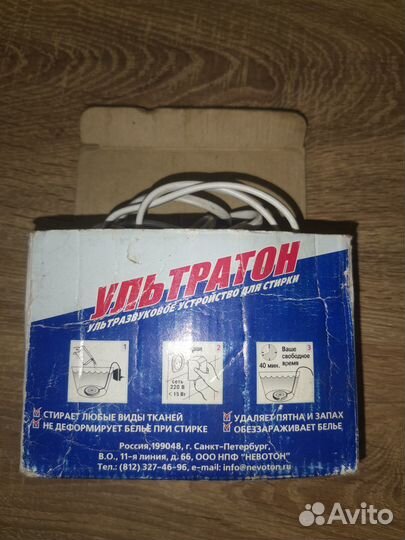 УЛЬТРАТОН
УЛЬТРАЗВУКОВОЕ УСТРОЙСТВО ДЛЯ СТИРКИ
1
2
сеть
220 В
< 15 Вт
3
Ваше
свободное
40 мин. время
СТИРАЕТ ЛЮБЫЕ ВИДЫ ТКАНЕЙ
НЕ ДЕФОРМИРУЕТ БЕЛЬЕ ПРИ СТИРКЕ
УДАЛЯЕТ ПЯТНА И ЗАПАХ
ОБЕЗЗАРАЖИВАЕТ БЕЛЬЕ
Россия,199048, г. Санкт-Петербург,
В.О., 11-я линия, д. 66, ООО НПФ "НЕВОТОН"
Тел.: (812) 327-46-96, e-mail: info@nevoton.ru
Avito